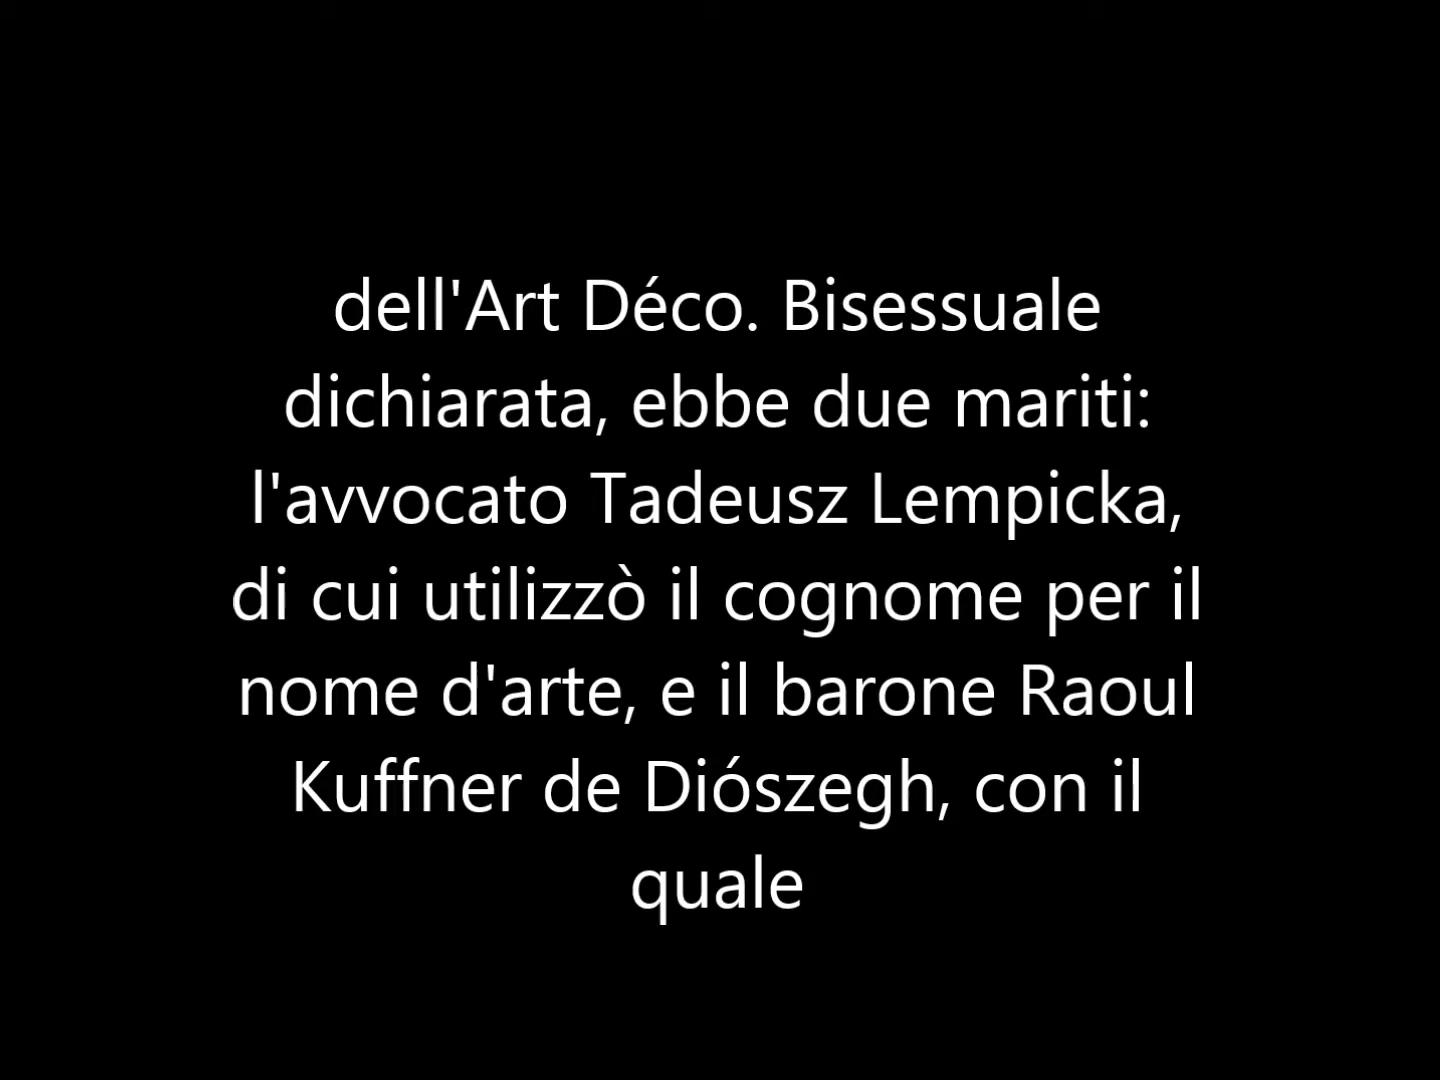 dell'Art Déco. Bisessuale
dichiarata, ebbe due mariti:
l'avvocato Tadeusz Lempicka,
di cui utilizzò il cognome per il
nome d'arte, e il barone Raoul
Kuffner de Diószegh, con il
quale